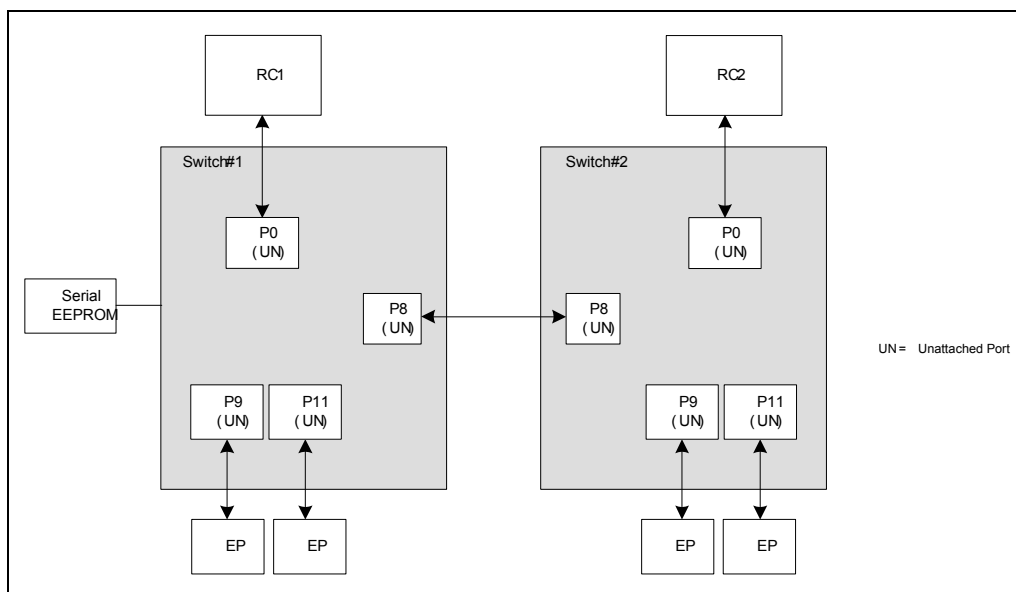 RC1
RC2
Switch#1
Switch#2
P0
(UN)
P0
(UN)
Serial
EEPROM
P8
(UN)
P8
(UN)
UN = Unattached Port
P9
(UN)
P11
(UN)
P9
(UN)
P11
(UN)
EP
EP
EP
EP